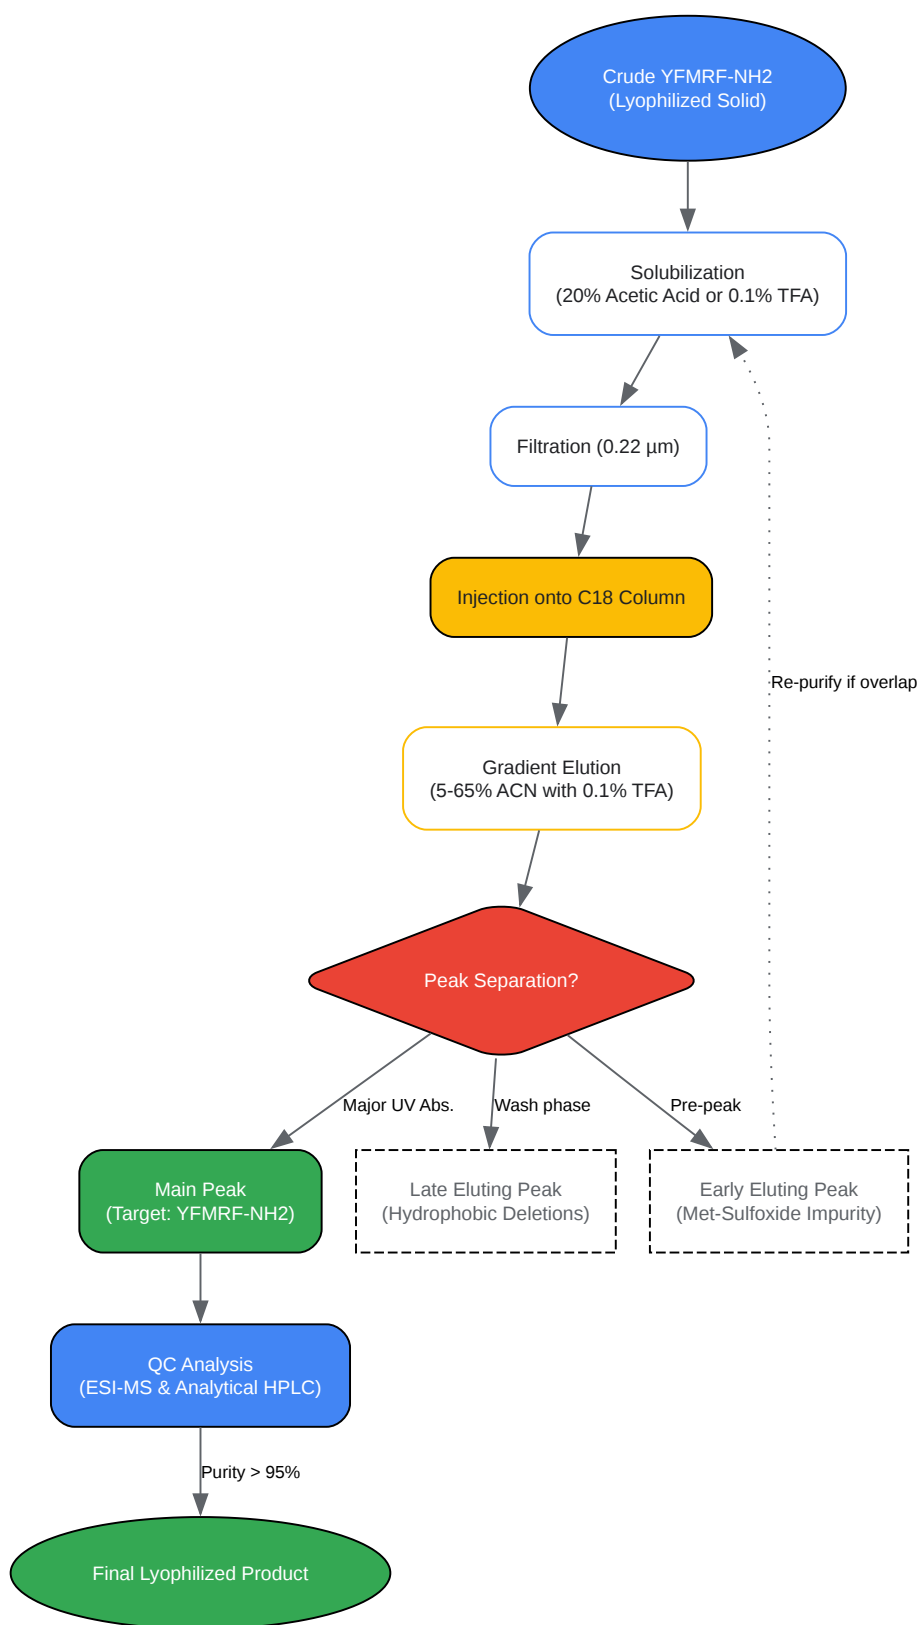 Crude YFMRF-NH2
(Lyophilized Solid)
Solubilization
(20% Acetic Acid or 0.1% TFA)
Filtration (0.22 µm)
Injection onto C18 Column
Re-purify if overlap
Gradient Elution
(5-65% ACN with 0.1% TFA)
Peak Separation?
Major UV Abs.
Wash phase
Pre-peak
Main Peak
(Target: YFMRF-NH2)
Late Eluting Peak
(Hydrophobic Deletions)
Early Eluting Peak
(Met-Sulfoxide Impurity)
QC Analysis
(ESI-MS & Analytical HPLC)
Purity > 95%
Final Lyophilized Product